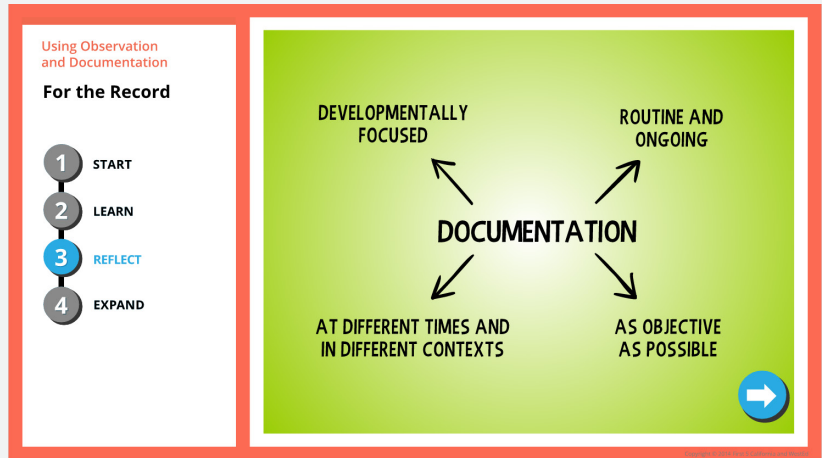 Using Observation
and Documentation
For the Record
1 START
2 LEARN
3 REFLECT
4 EXPAND
DEVELOPMENTALLY
FOCUSED
ROUTINE AND
ONGOING
DOCUMENTATION
AT DIFFERENT TIMES AND
IN DIFFERENT CONTEXTS
AS OBJECTIVE
AS POSSIBLE